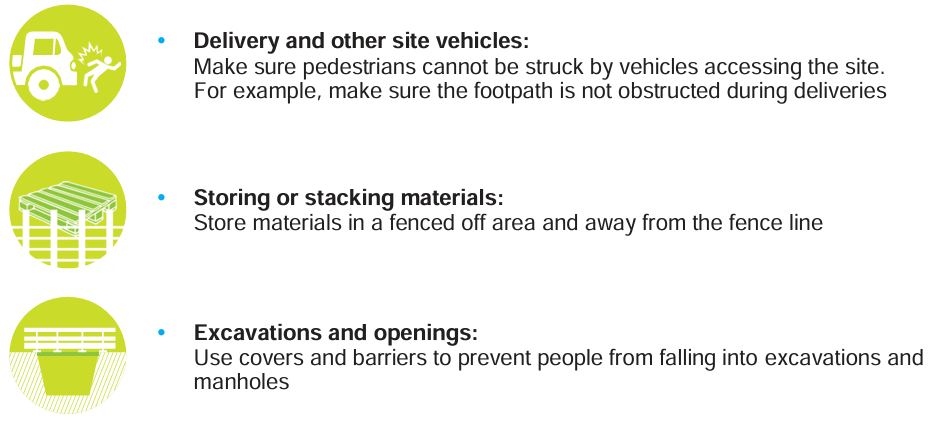 • Delivery and other site vehicles:
Make sure pedestrians cannot be struck by vehicles accessing the site.
For example, make sure the footpath is not obstructed during deliveries
• Storing or stacking materials:
Store materials in a fenced off area and away from the fence line
• Excavations and openings:
Use covers and barriers to prevent people from falling into excavations and
manholes